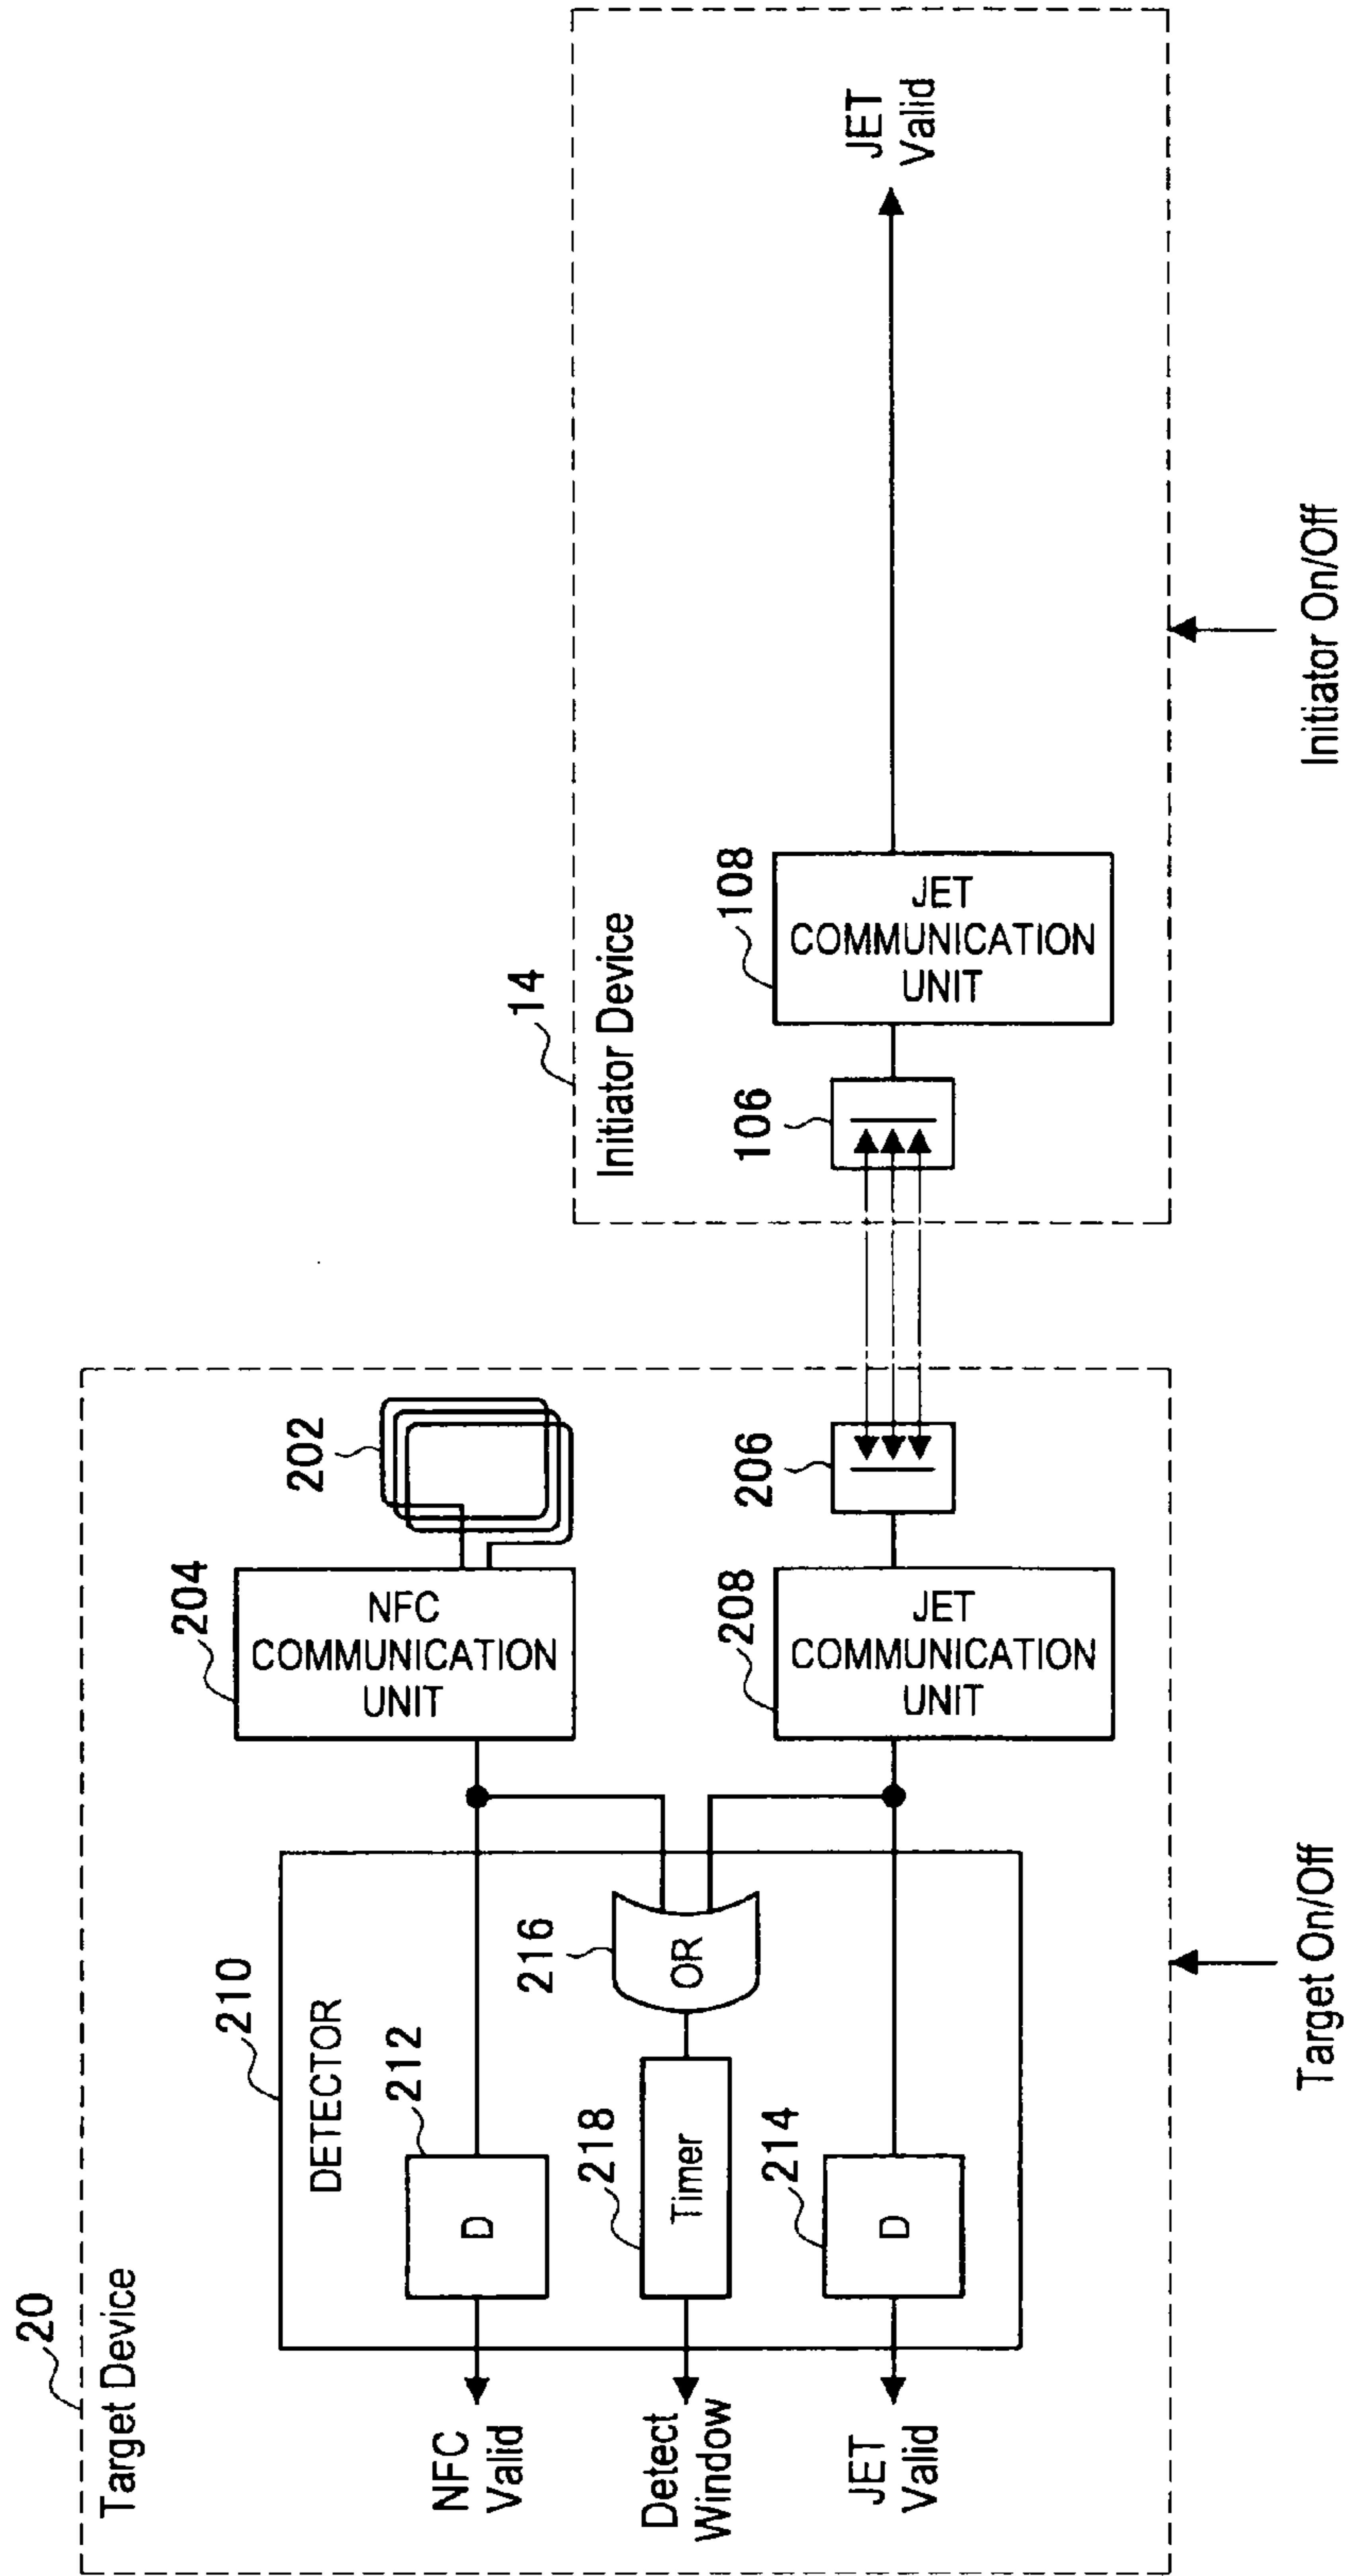 20
Target Device
210
DETECTOR
204
NFC
COMMUNICATION
UNIT
202
212
D
NFC
Valid
216
OR
218
Timer
Detect
Window
214
D
JET
Valid
208
JET
COMMUNICATION
UNIT
206
Target On/Off
14
Initiator Device
106
108
JET
COMMUNICATION
UNIT
JET
Valid
Initiator On/Off